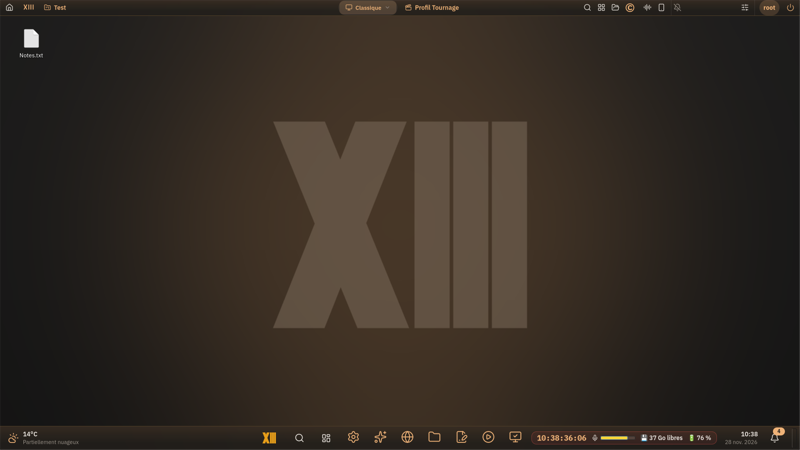 XIII
Test
Classique
Profil Tournage
root
Notes.txt
XIII
14°C
Partiellement nuageux
XIII
10:38:36:06
37 Go libres
76 %
10:38
28 nov. 2026
4